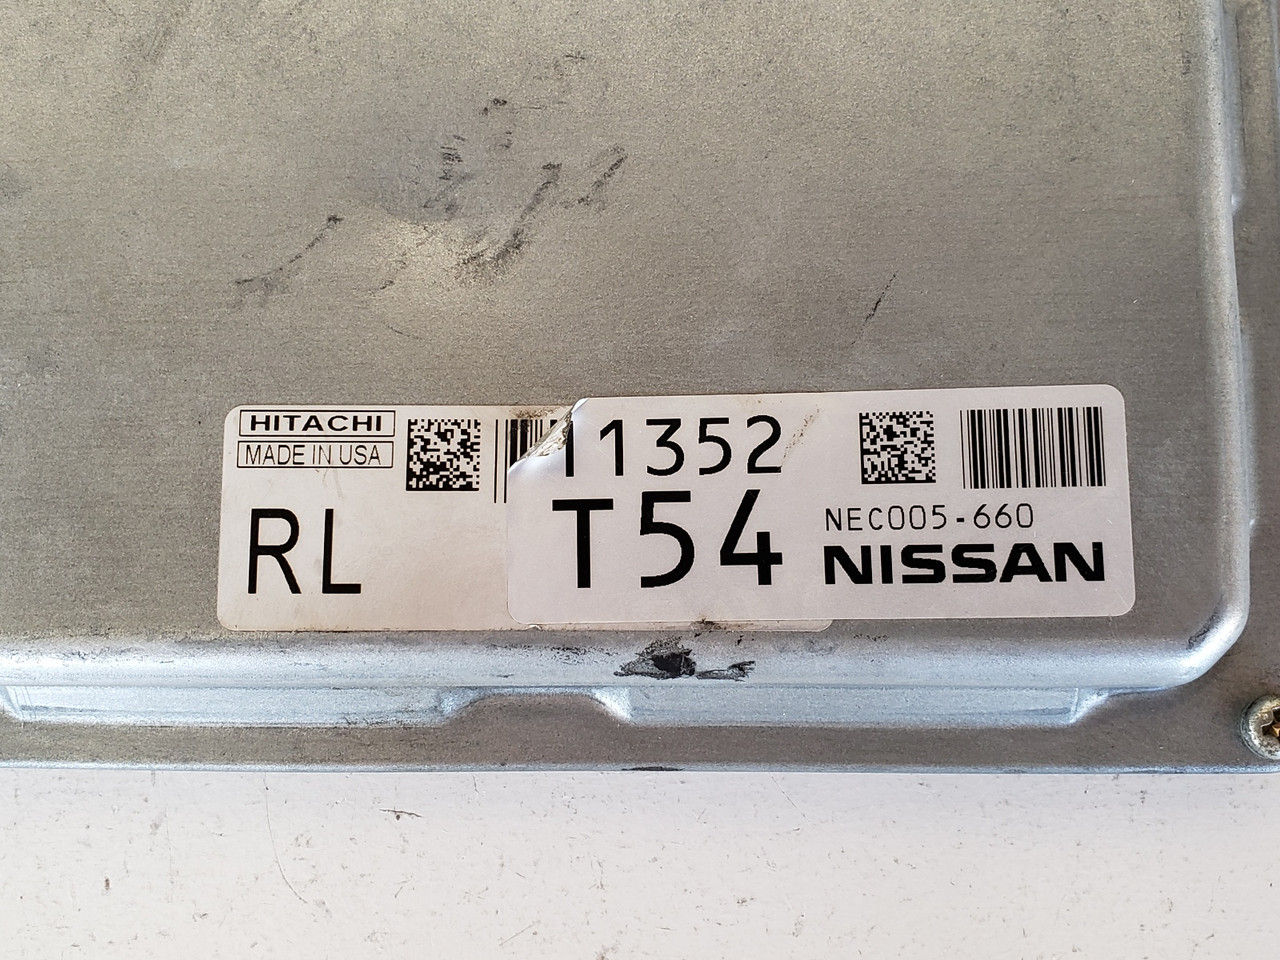 HITACHI
MADE IN USA
RL
11352
T54
NEC005-660
NISSAN